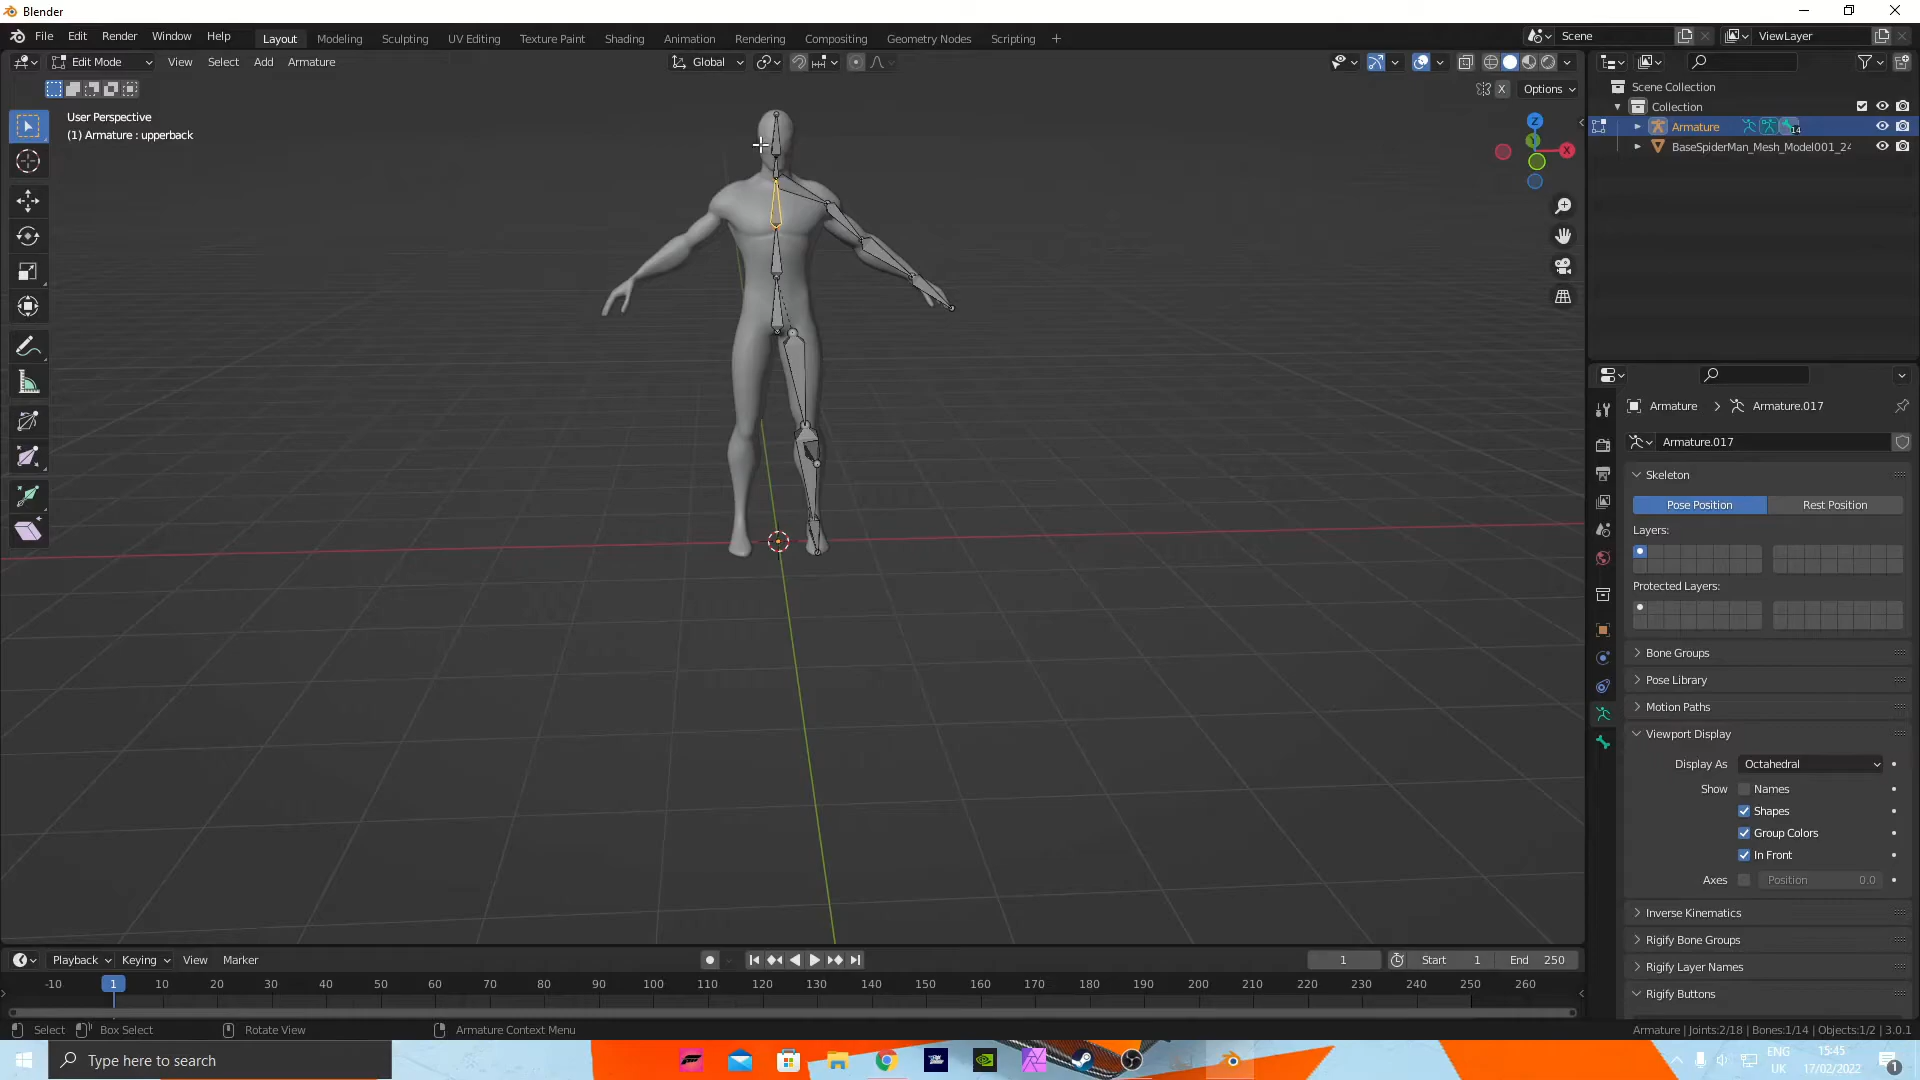 Blender
File Edit Render Window Help
Layout Modeling Sculpting UV Editing Texture Paint Shading Animation Rendering Compositing Geometry Nodes Scripting +
Scene
ViewLayer
Edit Mode View Select Add Armature
Global
X Options
User Perspective
(1) Armature : upperback
Z
X
Scene Collection
Collection
Armature
14
BaseSpiderMan_Mesh_Model001_24
Armature > Armature.017
Armature.017
Skeleton
Pose Position Rest Position
Layers:
Protected Layers:
Bone Groups
Pose Library
Motion Paths
Viewport Display
Display As Octahedral
Show Names
Shapes
Group Colors
In Front
Axes Position 0.0
Inverse Kinematics
Rigify Bone Groups
Rigify Layer Names
Rigify Buttons
Playback Keying View Marker
1 Start 1 End 250
-10 1 10 20 30 40 50 60 70 80 90 100 110 120 130 140 150 160 170 180 190 200 210 220 230 240 250 260
Select Box Select Rotate View Armature Context Menu
Armature | Joints:2/18 | Bones:1/14 | Objects:1/2 | 3.0.1
Type here to search
ENG
UK
15:45
17/02/2022
1